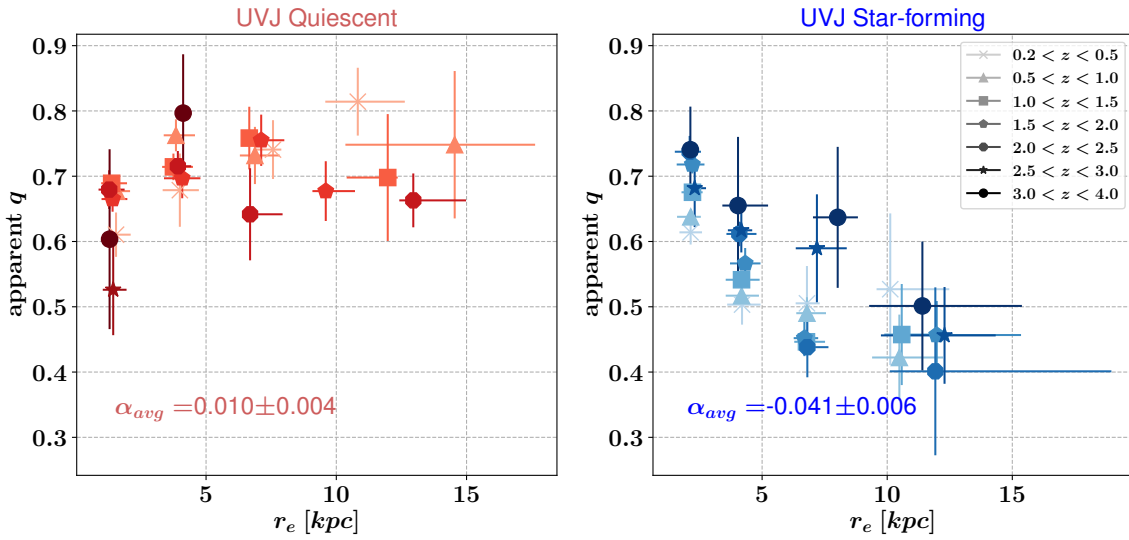 UVJ Quiescent
0.9
0.8
0.7
0.6
0.5
0.4
0.3
apparent q
α_avg =0.010±0.004
5
10
15
r_e [kpc]
UVJ Star-forming
0.9
0.8
0.7
0.6
0.5
0.4
0.3
apparent q
0.2 < z < 0.5
0.5 < z < 1.0
1.0 < z < 1.5
1.5 < z < 2.0
2.0 < z < 2.5
2.5 < z < 3.0
3.0 < z < 4.0
α_avg =-0.041±0.006
5
10
15
r_e [kpc]